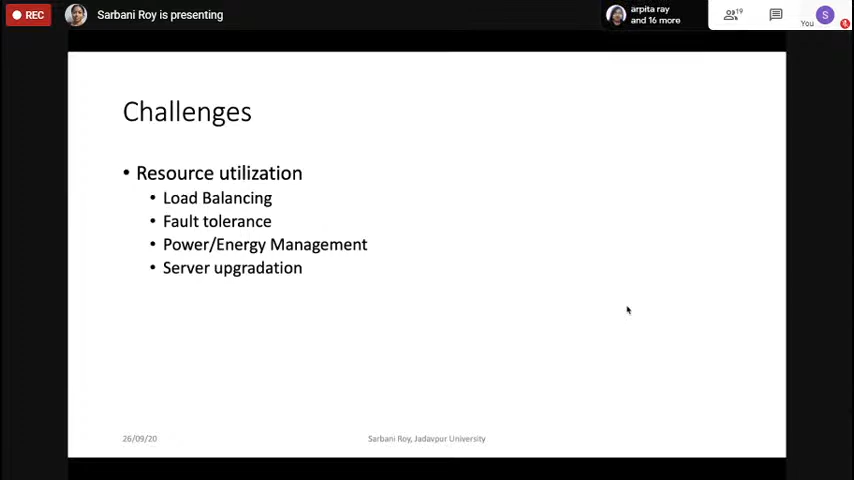 REC
Sarbani Roy is presenting
arpita ray
and 16 more
19
You
S
Challenges
• Resource utilization
• Load Balancing
• Fault tolerance
• Power/Energy Management
• Server upgradation
26/09/20
Sarbani Roy, Jadavpur University